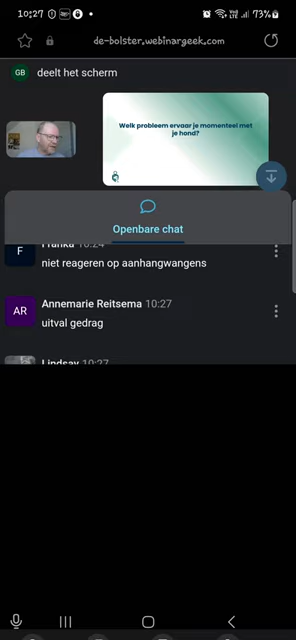 10:27
73%
de-bolster.webinargeek.com
GB deelt het scherm
Welk probleem ervaar je momenteel met
je hond?
Openbare chat
Franka 10:24
F
niet reageren op aanhangwangens
AR
Annemarie Reitsema 10:27
uitval gedrag
Lindsay 10:27